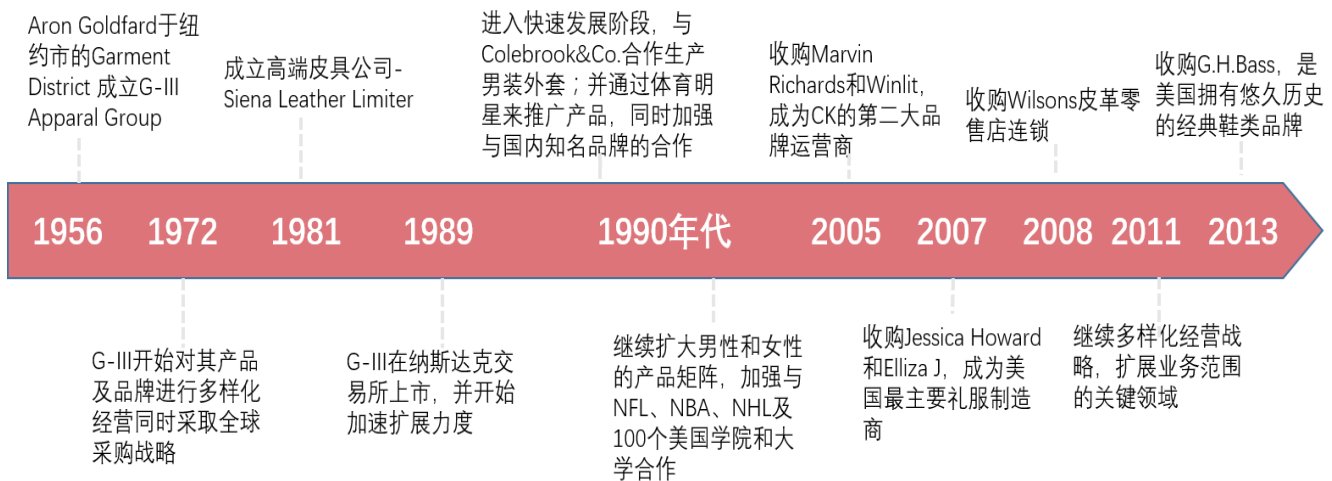 Aron Goldfard于纽
约市的Garment
District 成立G-III
Apparal Group
成立高端皮具公司-
Siena Leather Limiter
进入快速发展阶段，与
Colebrook&Co.合作生产
男装外套；并通过体育明
星来推广产品，同时加强
与国内知名品牌的合作
收购Marvin
Richards和Winlit，
成为CK的第二大品
牌运营商
收购Wilsons皮革零
售店连锁
收购G.H.Bass，是
美国拥有悠久历史
的经典鞋类品牌
1956 1972 1981 1989 1990年代 2005 2007 2008 2011 2013
G-III开始对其产品
及品牌进行多样化
经营同时采取全球
采购战略
G-III在纳斯达克交
易所上市，并开始
加速扩展力度
继续扩大男性和女性
的产品矩阵，加强与
NFL、NBA、NHL及
100个美国学院和大
学合作
收购Jessica Howard
和Elliza J，成为美
国最主要礼服制造
商
继续多样化经营战
略，扩展业务范围
的关键领域